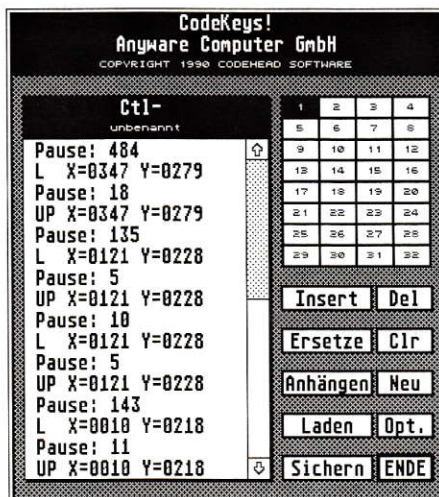 CodeKeys!
Anyware Computer GmbH
COPYRIGHT 1990 CODEHEAD SOFTWARE
Ctl-
unbenannt
Pause: 484
L X=0347 Y=0279
Pause: 18
UP X=0347 Y=0279
Pause: 135
L X=0121 Y=0228
Pause: 5
UP X=0121 Y=0228
Pause: 10
L X=0121 Y=0228
Pause: 5
UP X=0121 Y=0228
Pause: 143
L X=0010 Y=0218
Pause: 11
UP X=0010 Y=0218
1 2 3 4
5 6 7 8
9 10 11 12
13 14 15 16
17 18 19 20
21 22 23 24
25 26 27 28
29 30 31 32
Insert Del
Ersetze Clr
Anhängen Neu
Laden Opt.
Sichern ENDE